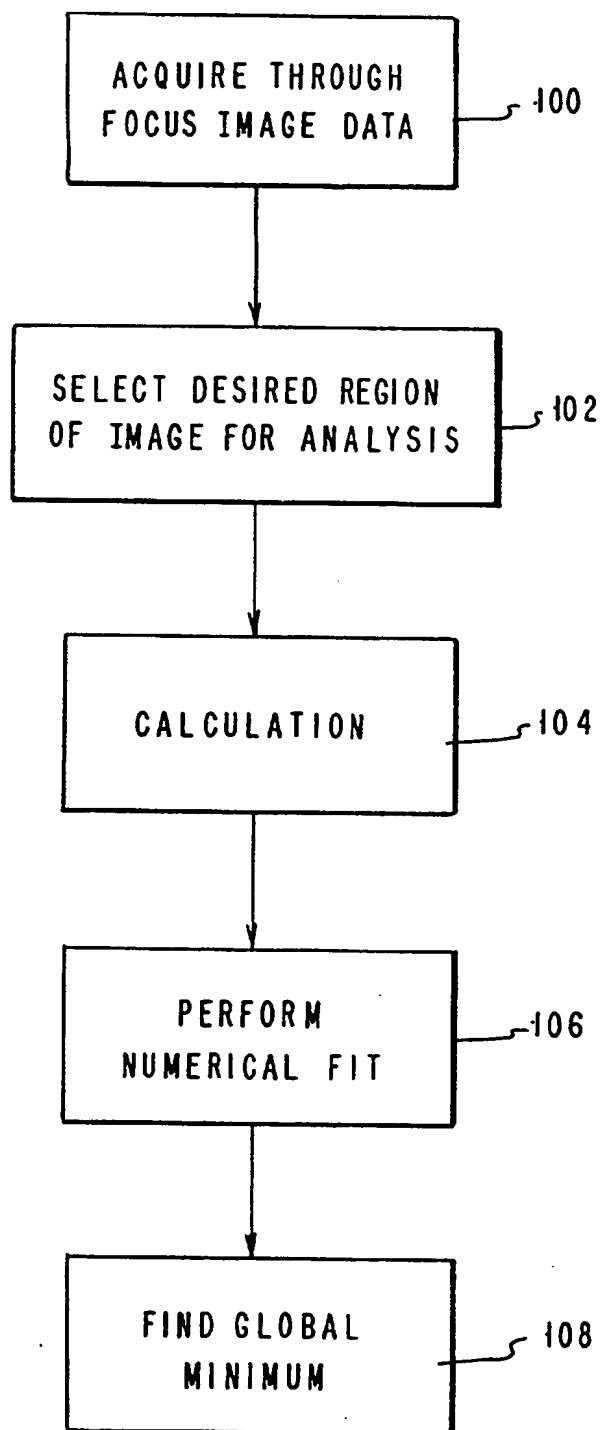 ACQUIRE THROUGH
FOCUS IMAGE DATA
100
SELECT DESIRED REGION
OF IMAGE FOR ANALYSIS
102
CALCULATION
104
PERFORM
NUMERICAL FIT
106
FIND GLOBAL
MINIMUM
108